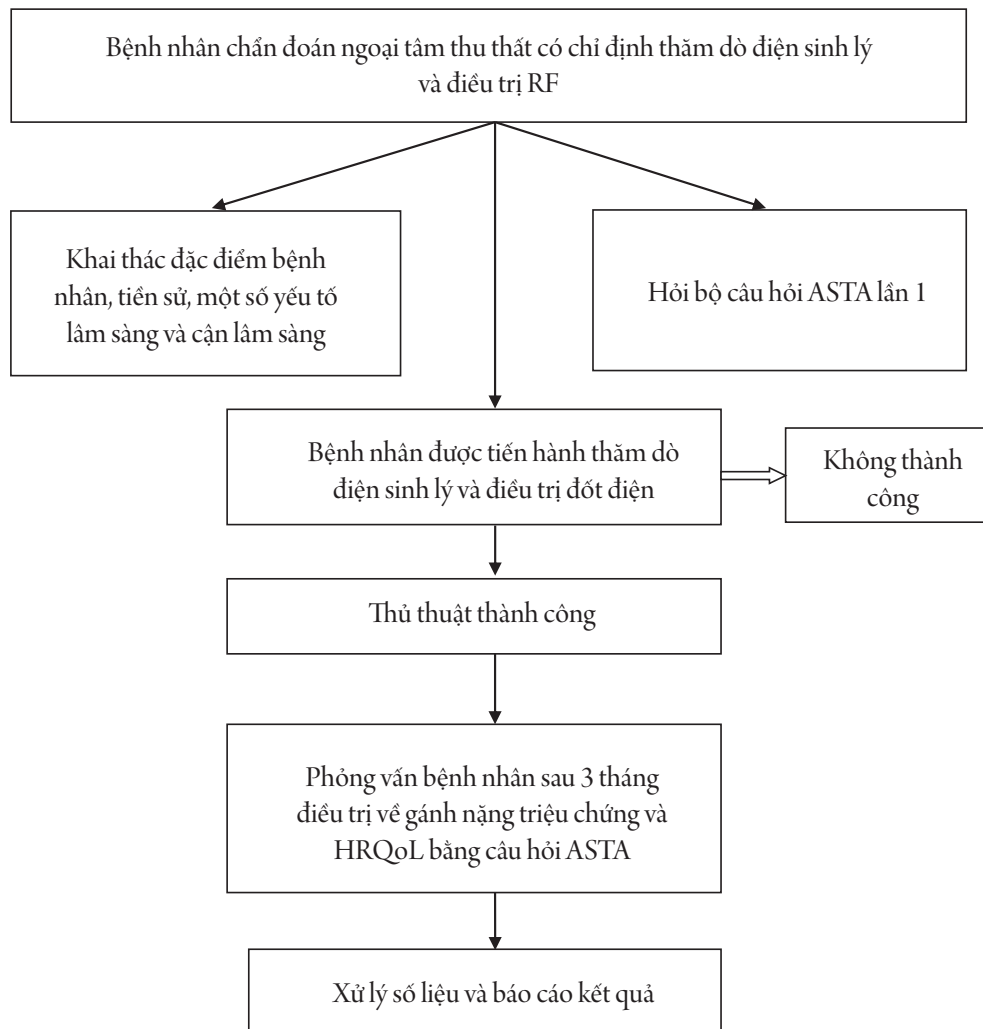 Bệnh nhân chẩn đoán ngoại tâm thu thất có chỉ định thăm dò điện sinh lý
và điều trị RF
Khai thác đặc điểm bệnh
nhân, tiền sử, một số yếu tố
lâm sàng và cận lâm sàng
Hỏi bộ câu hỏi ASTA lần 1
Bệnh nhân được tiến hành thăm dò
điện sinh lý và điều trị đốt điện
Không thành
công
Thủ thuật thành công
Phỏng vấn bệnh nhân sau 3 tháng
điều trị về gánh nặng triệu chứng và
HRQoL bằng câu hỏi ASTA
Xử lý số liệu và báo cáo kết quả